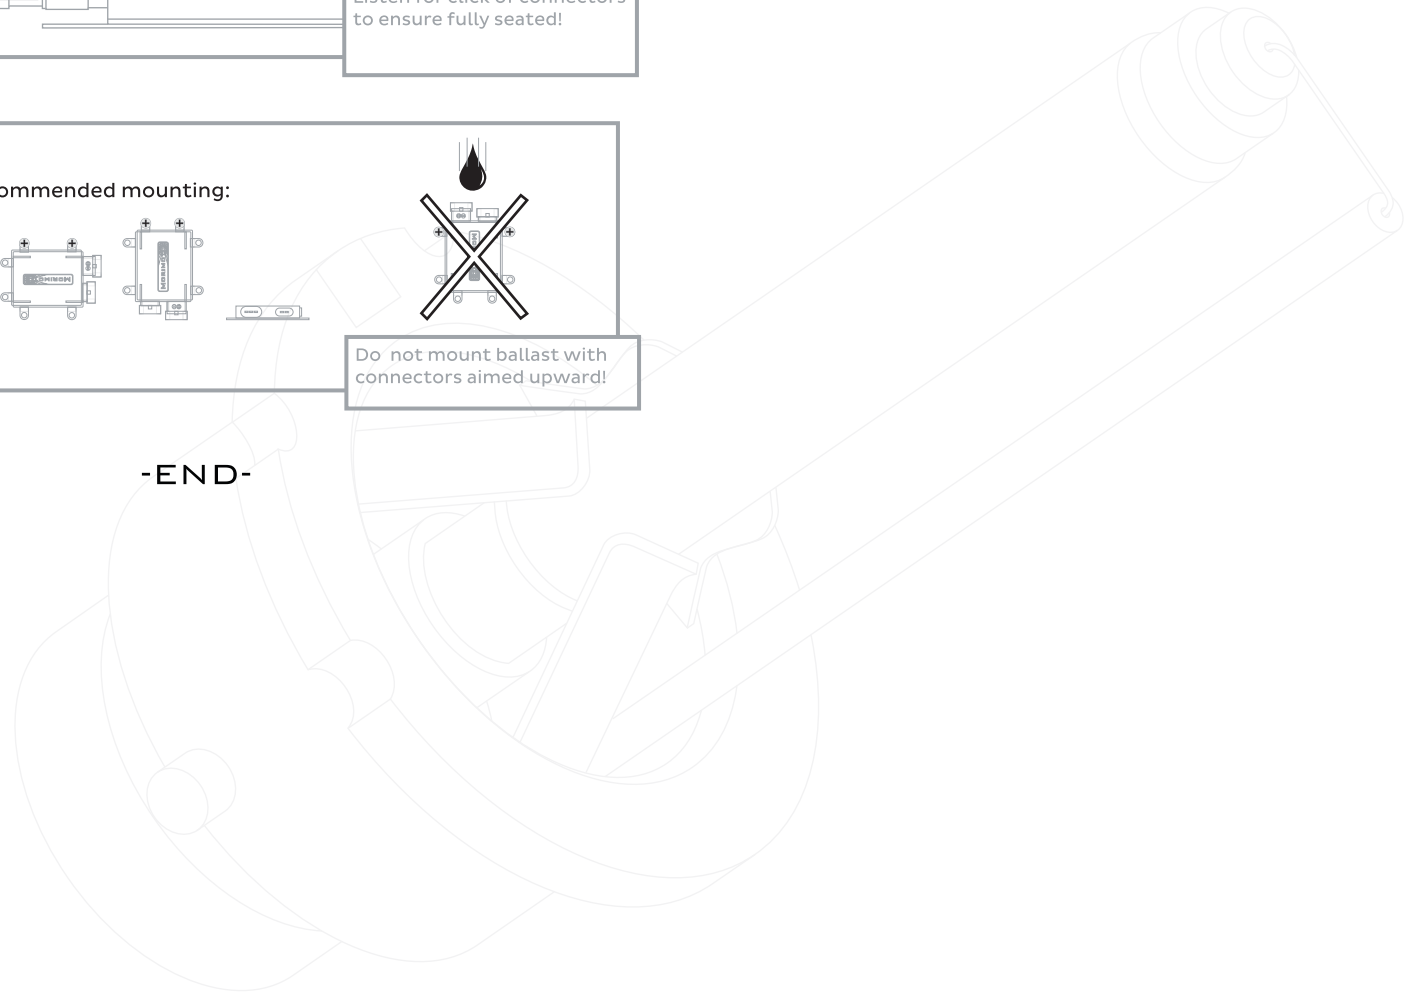 to ensure fully seated!
ommended mounting:
Do not mount ballast with
connectors aimed upward!
-END-